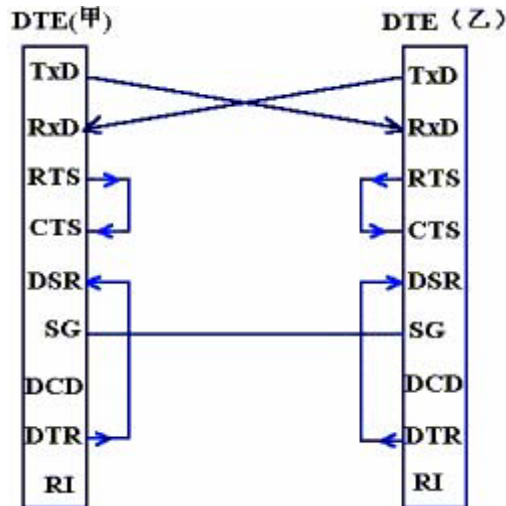 DTE(甲)
TxD
RxD
RTS
CTS
DSR
SG
DCD
DTR
RI
DTE（乙）
TxD
RxD
RTS
CTS
DSR
SG
DCD
DTR
RI